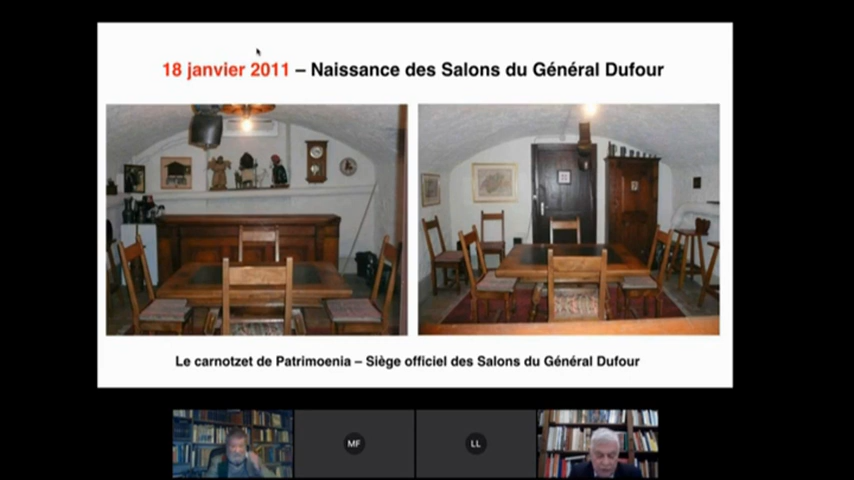 18 janvier 2011 – Naissance des Salons du Général Dufour
Le carnotzet de Patrimoenia – Siège officiel des Salons du Général Dufour
MF
LL